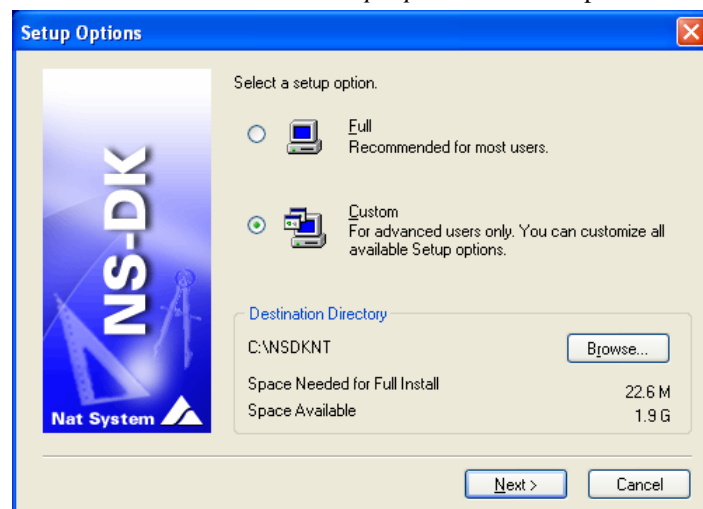 Setup Options
Select a setup option.
Full
Recommended for most users.
Custom
For advanced users only. You can customize all
available Setup options.
NS-DK
Nat System
Destination Directory
C:\NSDKNT
Browse...
Space Needed for Full Install
22.6 M
Space Available
1.9 G
Next >
Cancel